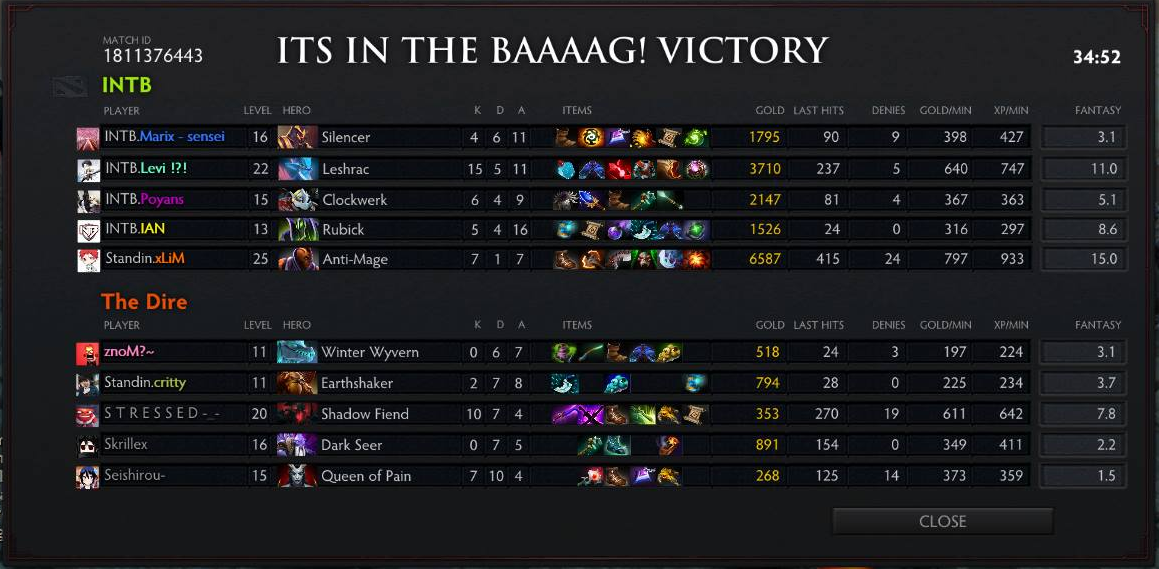 MATCH ID
1811376443
ITS IN THE BAAAAG! VICTORY
34:52
INTB
PLAYER LEVEL HERO K D A ITEMS GOLD LAST HITS DENIES GOLD/MIN XP/MIN FANTASY
INTB.Marix - sensei 16 Silencer 4 6 11 1795 90 9 398 427 3.1
INTB.Levi !?! 22 Leshrac 15 5 11 3710 237 5 640 747 11.0
INTB.Poyans 15 Clockwerk 6 4 9 2147 81 4 367 363 5.1
INTB.IAN 13 Rubick 5 4 16 1526 24 0 316 297 8.6
Standin.xLiM 25 Anti-Mage 7 1 7 6587 415 24 797 933 15.0
The Dire
PLAYER LEVEL HERO K D A ITEMS GOLD LAST HITS DENIES GOLD/MIN XP/MIN FANTASY
znoM?~ 11 Winter Wyvern 0 6 7 518 24 3 197 224 3.1
Standin.critty 11 Earthshaker 2 7 8 794 28 0 225 234 3.7
S T R E S S E D -_- 20 Shadow Fiend 10 7 4 353 270 19 611 642 7.8
Skrillex 16 Dark Seer 0 7 5 891 154 0 349 411 2.2
Seishirou- 15 Queen of Pain 7 10 4 268 125 14 373 359 1.5
CLOSE